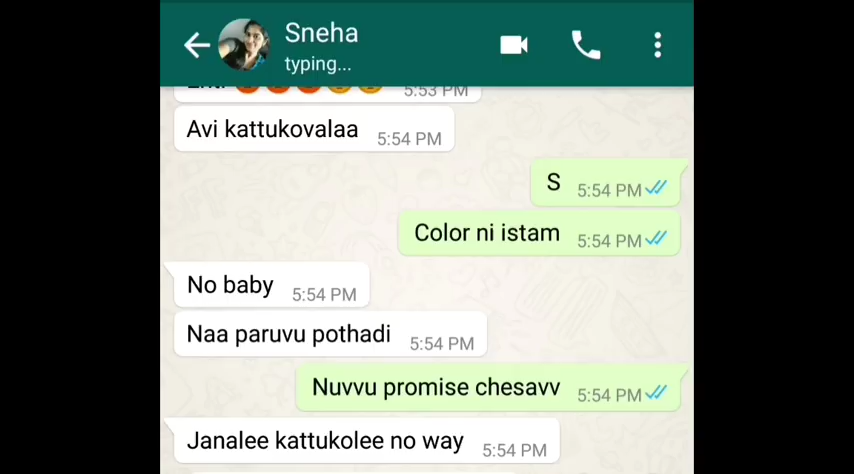 Sneha
typing...
5:53 PM
Avi kattukovalaa 5:54 PM
S 5:54 PM
Color ni istam 5:54 PM
No baby 5:54 PM
Naa paruvu pothadi 5:54 PM
Nuvvu promise chesavv 5:54 PM
Janalee kattukolee no way 5:54 PM